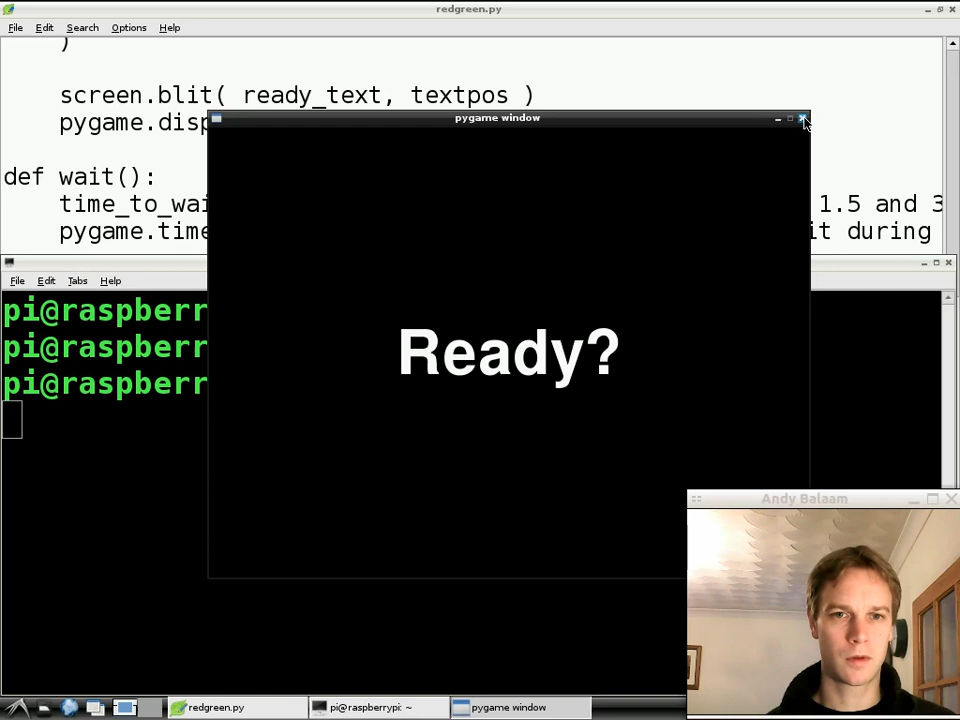 redgreen.py
File Edit Search Options Help
)
screen.blit( ready_text, textpos )
pygame.disp
pygame window
def wait():
time_to_wai 1.5 and 3
pygame.time it during
File Edit Tabs Help
pi@raspberr
pi@raspberr
pi@raspberr
Ready?
Andy Balaam
redgreen.py
pi@raspberrypi: ~
pygame window